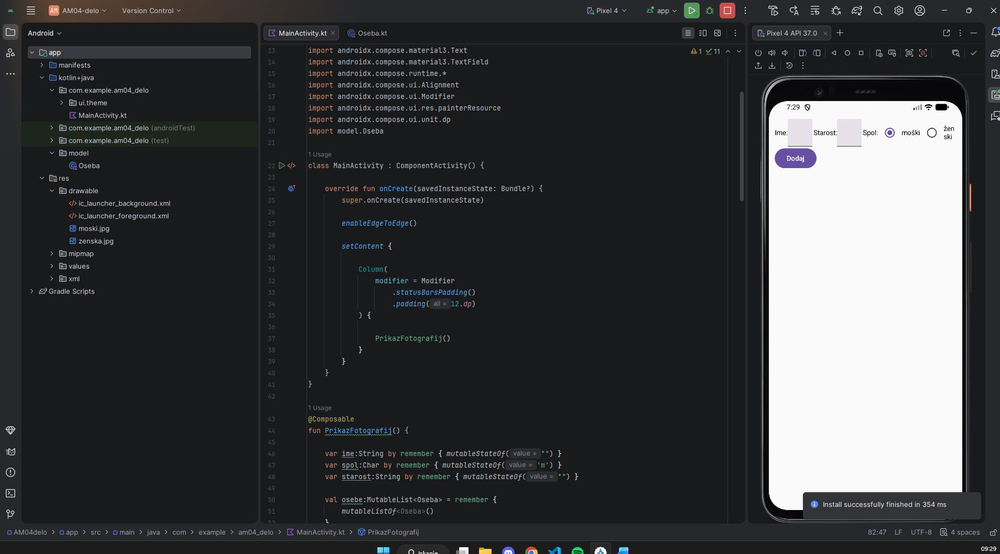 AM AM04-delo Version Control Pixel 4 app
Android
app
manifests
kotlin+java
com.example.am04_delo
ui.theme
MainActivity.kt
com.example.am04_delo (androidTest)
com.example.am04_delo (test)
model
Oseba
res
drawable
ic_launcher_background.xml
ic_launcher_foreground.xml
moski.jpg
zenska.jpg
mipmap
values
xml
Gradle Scripts
MainActivity.kt Oseba.kt
1 11
13 import androidx.compose.material3.Text
14 import androidx.compose.material3.TextField
15 import androidx.compose.runtime.*
16 import androidx.compose.ui.Alignment
17 import androidx.compose.ui.Modifier
18 import androidx.compose.ui.res.painterResource
19 import androidx.compose.ui.unit.dp
20 import model.Oseba
21
1 Usage
22 class MainActivity : ComponentActivity() {
23
24 override fun onCreate(savedInstanceState: Bundle?) {
25 super.onCreate(savedInstanceState)
26
27 enableEdgeToEdge()
28
29 setContent {
30
31 Column(
32 modifier = Modifier
33 .statusBarsPadding()
34 .padding( all = 12.dp)
35 ) {
36
37 PrikazFotografij()
38 }
39 }
40 }
41 }
42
1 Usage
43 @Composable
44 fun PrikazFotografij() {
45
46 var ime:String by remember { mutableStateOf( value = "") }
47 var spol:Char by remember { mutableStateOf( value = 'm') }
48 var starost:String by remember { mutableStateOf( value = "") }
49
50 val osebe:MutableList<Oseba> = remember {
51 mutableListOf<Oseba>()
52 }
Pixel 4 API 37.0
7:29
Ime: Starost: Spol: moški žen
ski
Dodaj
Install successfully finished in 354 ms
AM04delo app src main java com example am04_delo MainActivity.kt PrikazFotografij
82:47 LF UTF-8 4 spaces
Iskanje
09:29